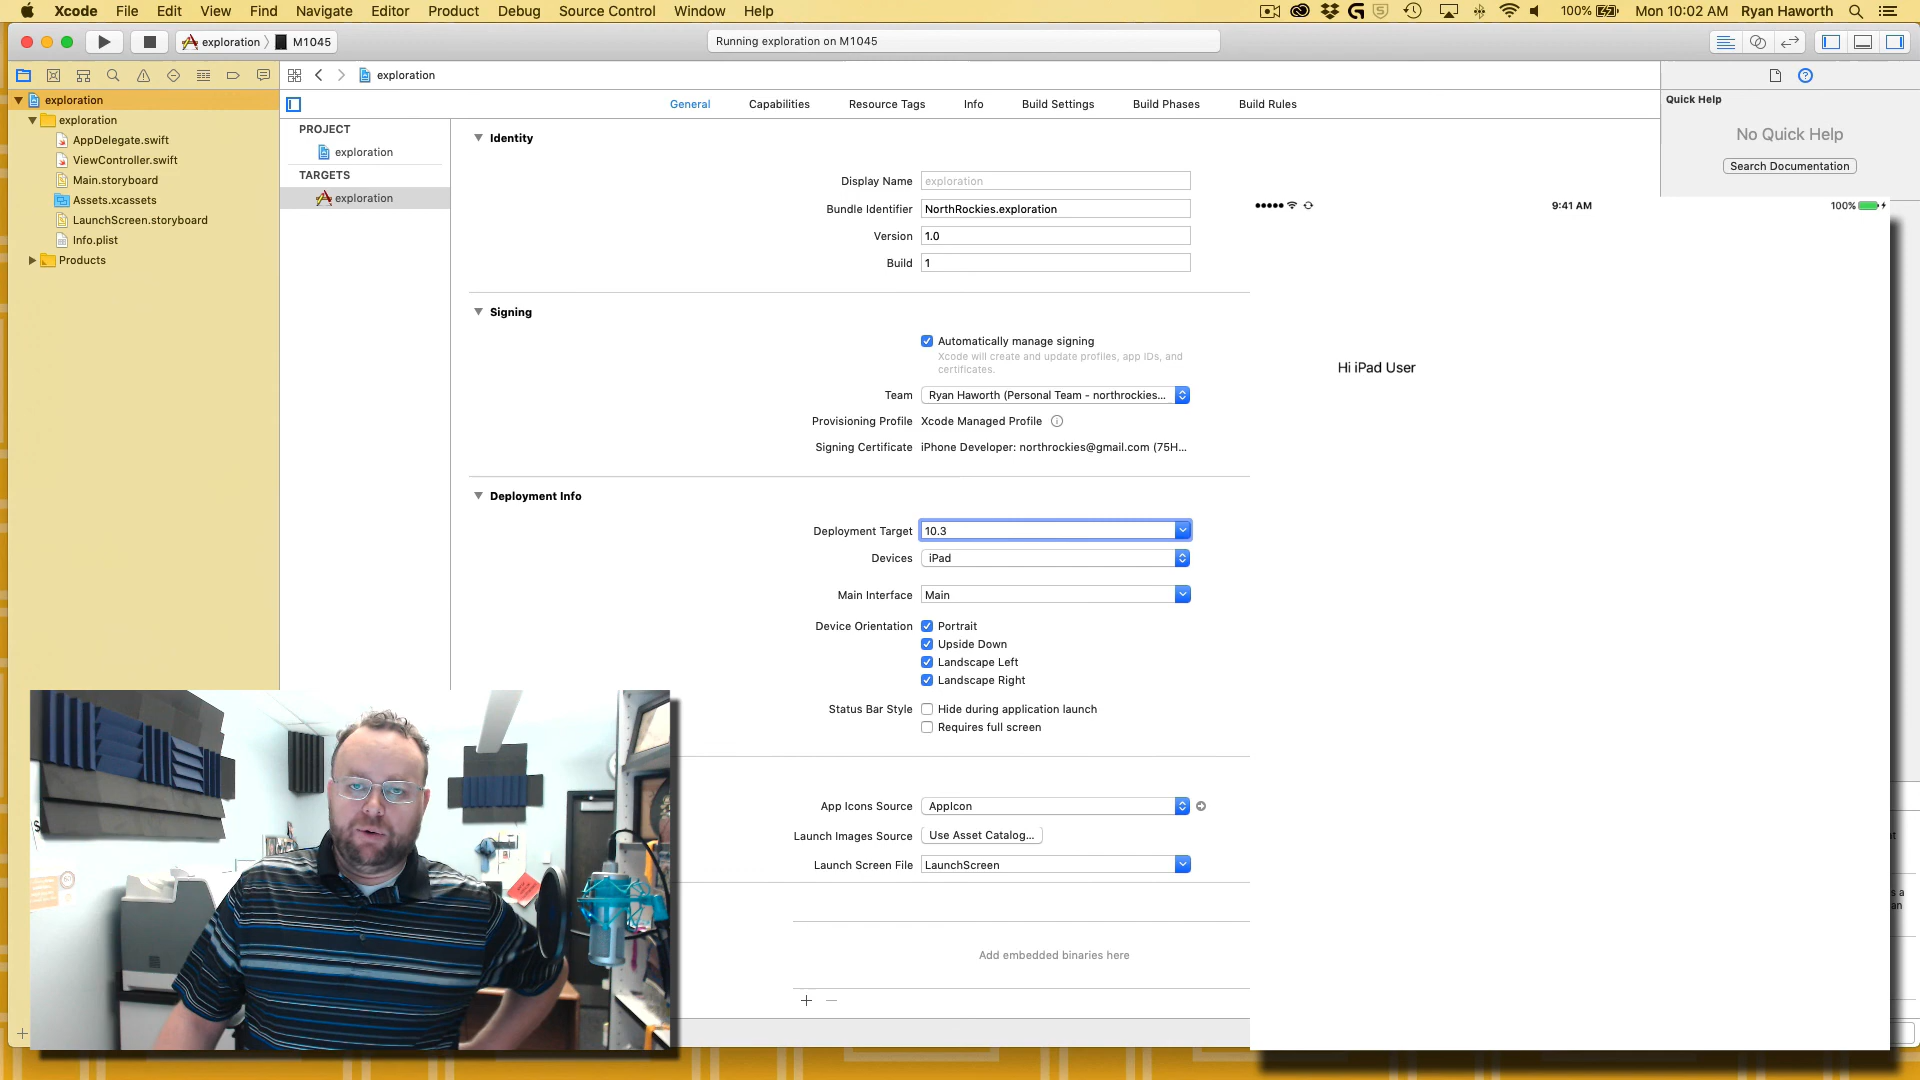 Xcode File Edit View Find Navigate Editor Product Debug Source Control Window Help 100% Mon 10:02 AM Ryan Haworth
exploration M1045
Running exploration on M1045
exploration
exploration
exploration
AppDelegate.swift
ViewController.swift
Main.storyboard
Assets.xcassets
LaunchScreen.storyboard
Info.plist
Products
General Capabilities Resource Tags Info Build Settings Build Phases Build Rules
PROJECT
exploration
TARGETS
exploration
Identity
Display Name exploration
Bundle Identifier NorthRockies.exploration
Version 1.0
Build 1
Signing
Automatically manage signing
Xcode will create and update profiles, app IDs, and
certificates.
Team Ryan Haworth (Personal Team - northrockies...
Provisioning Profile Xcode Managed Profile
Signing Certificate iPhone Developer: northrockies@gmail.com (75H...
Deployment Info
Deployment Target 10.3
Devices iPad
Main Interface Main
Device Orientation Portrait
Upside Down
Landscape Left
Landscape Right
Status Bar Style Hide during application launch
Requires full screen
App Icons Source AppIcon
Launch Images Source Use Asset Catalog...
Launch Screen File LaunchScreen
Add embedded binaries here
Quick Help
No Quick Help
Search Documentation
9:41 AM 100%
Hi iPad User